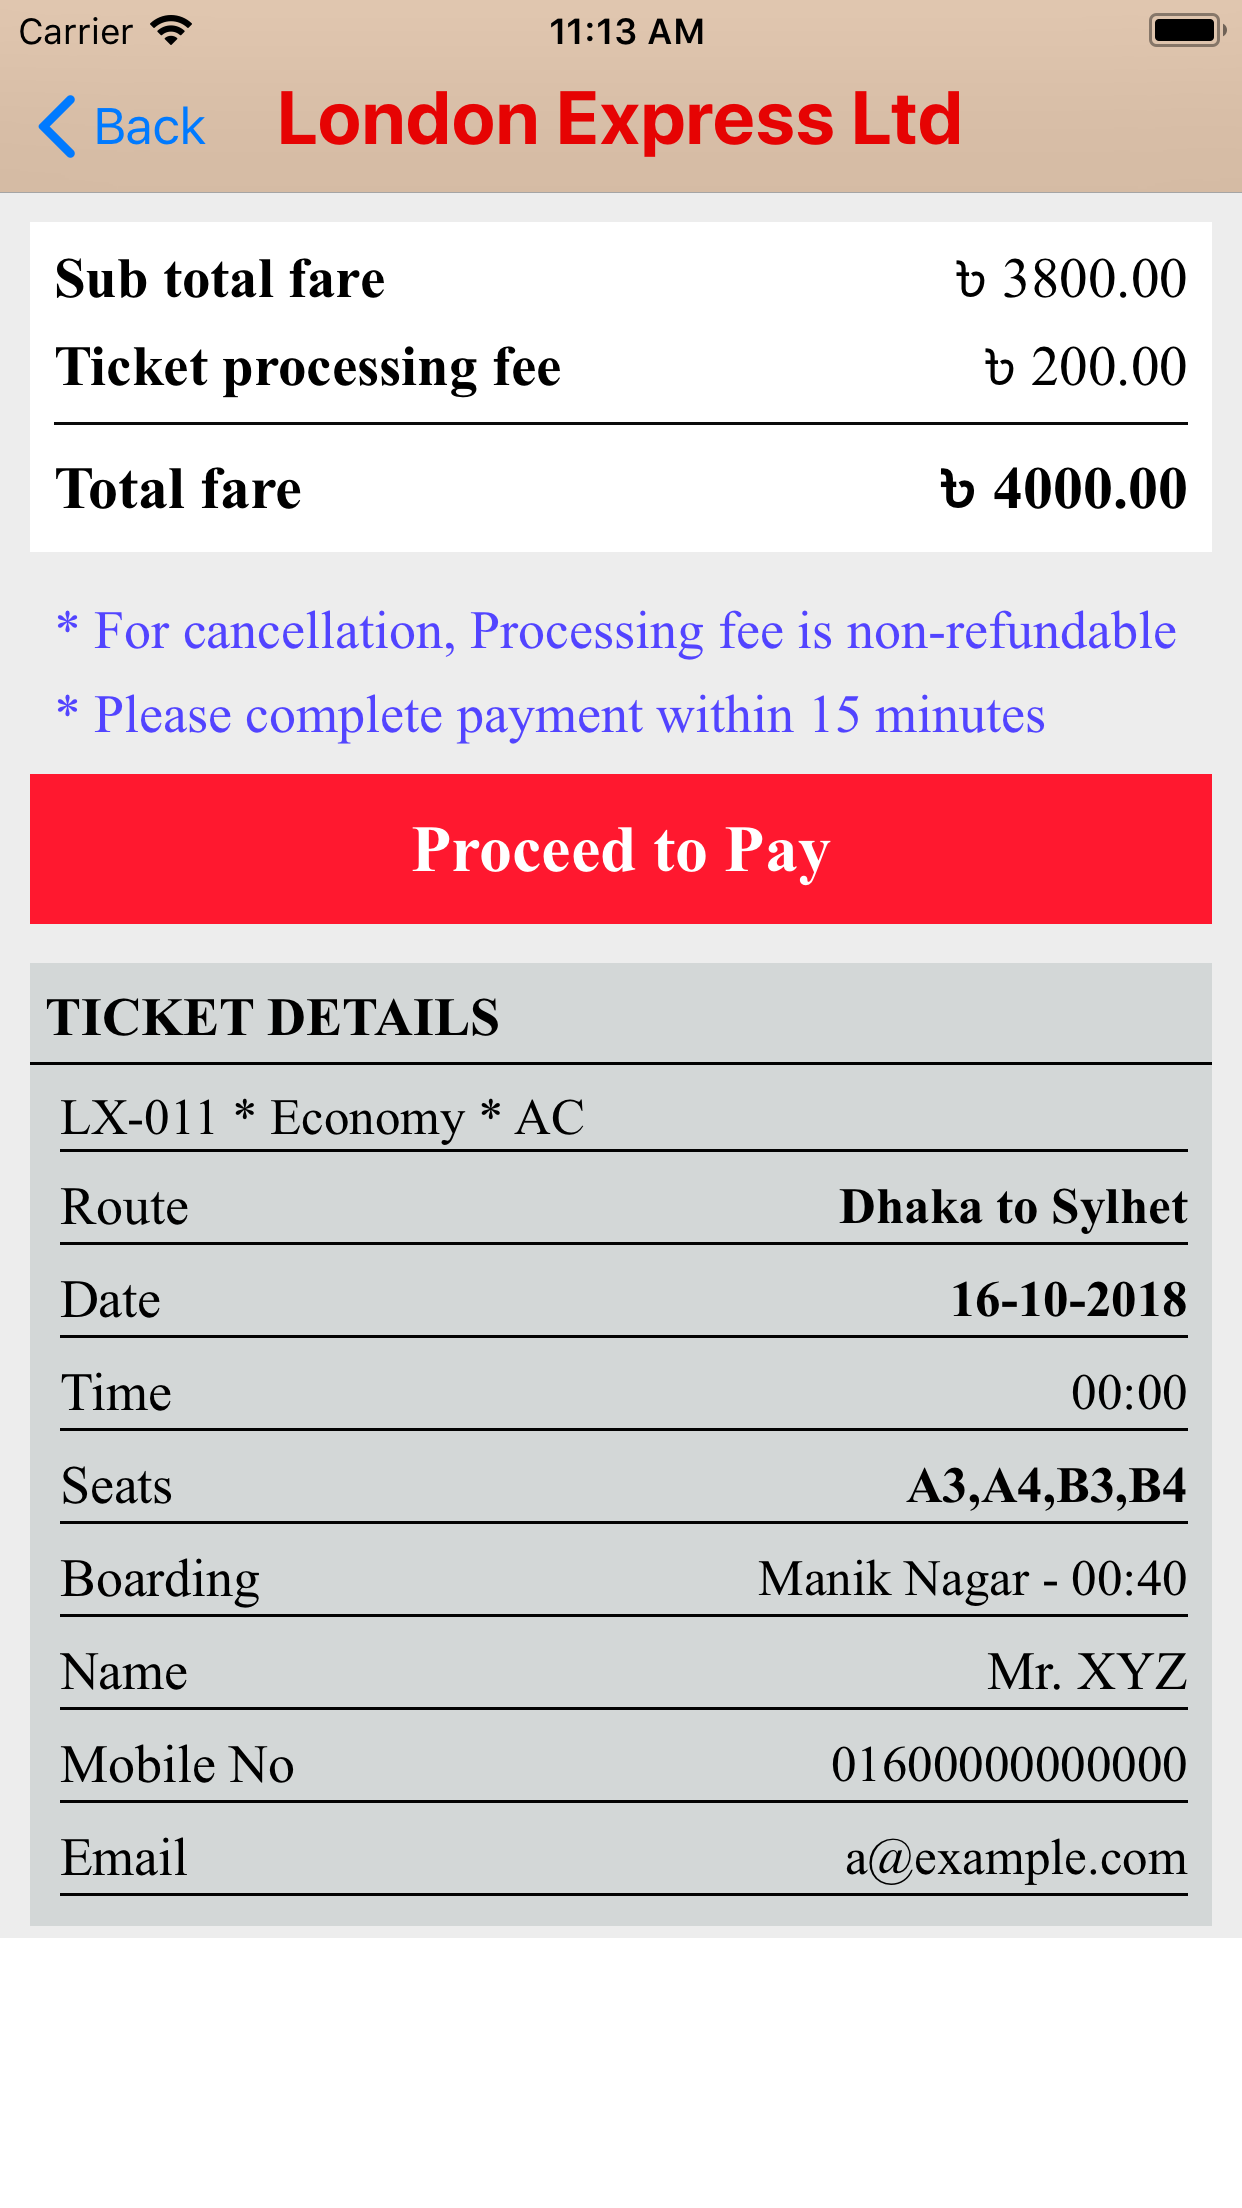 Carrier 11:13 AM
Back London Express Ltd
Sub total fare ৳ 3800.00
Ticket processing fee ৳ 200.00
Total fare ৳ 4000.00
* For cancellation, Processing fee is non-refundable
* Please complete payment within 15 minutes
Proceed to Pay
TICKET DETAILS
LX-011 * Economy * AC
Route Dhaka to Sylhet
Date 16-10-2018
Time 00:00
Seats A3,A4,B3,B4
Boarding Manik Nagar - 00:40
Name Mr. XYZ
Mobile No 01600000000000
Email a@example.com